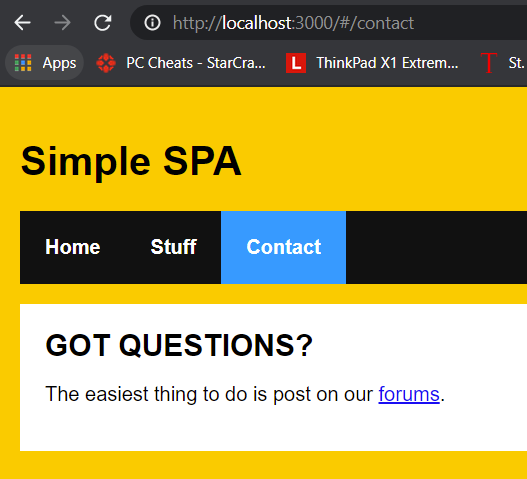 http://localhost:3000/#/contact
Apps PC Cheats - StarCra... L ThinkPad X1 Extrem... T St.
Simple SPA
Home Stuff Contact
GOT QUESTIONS?
The easiest thing to do is post on our forums.